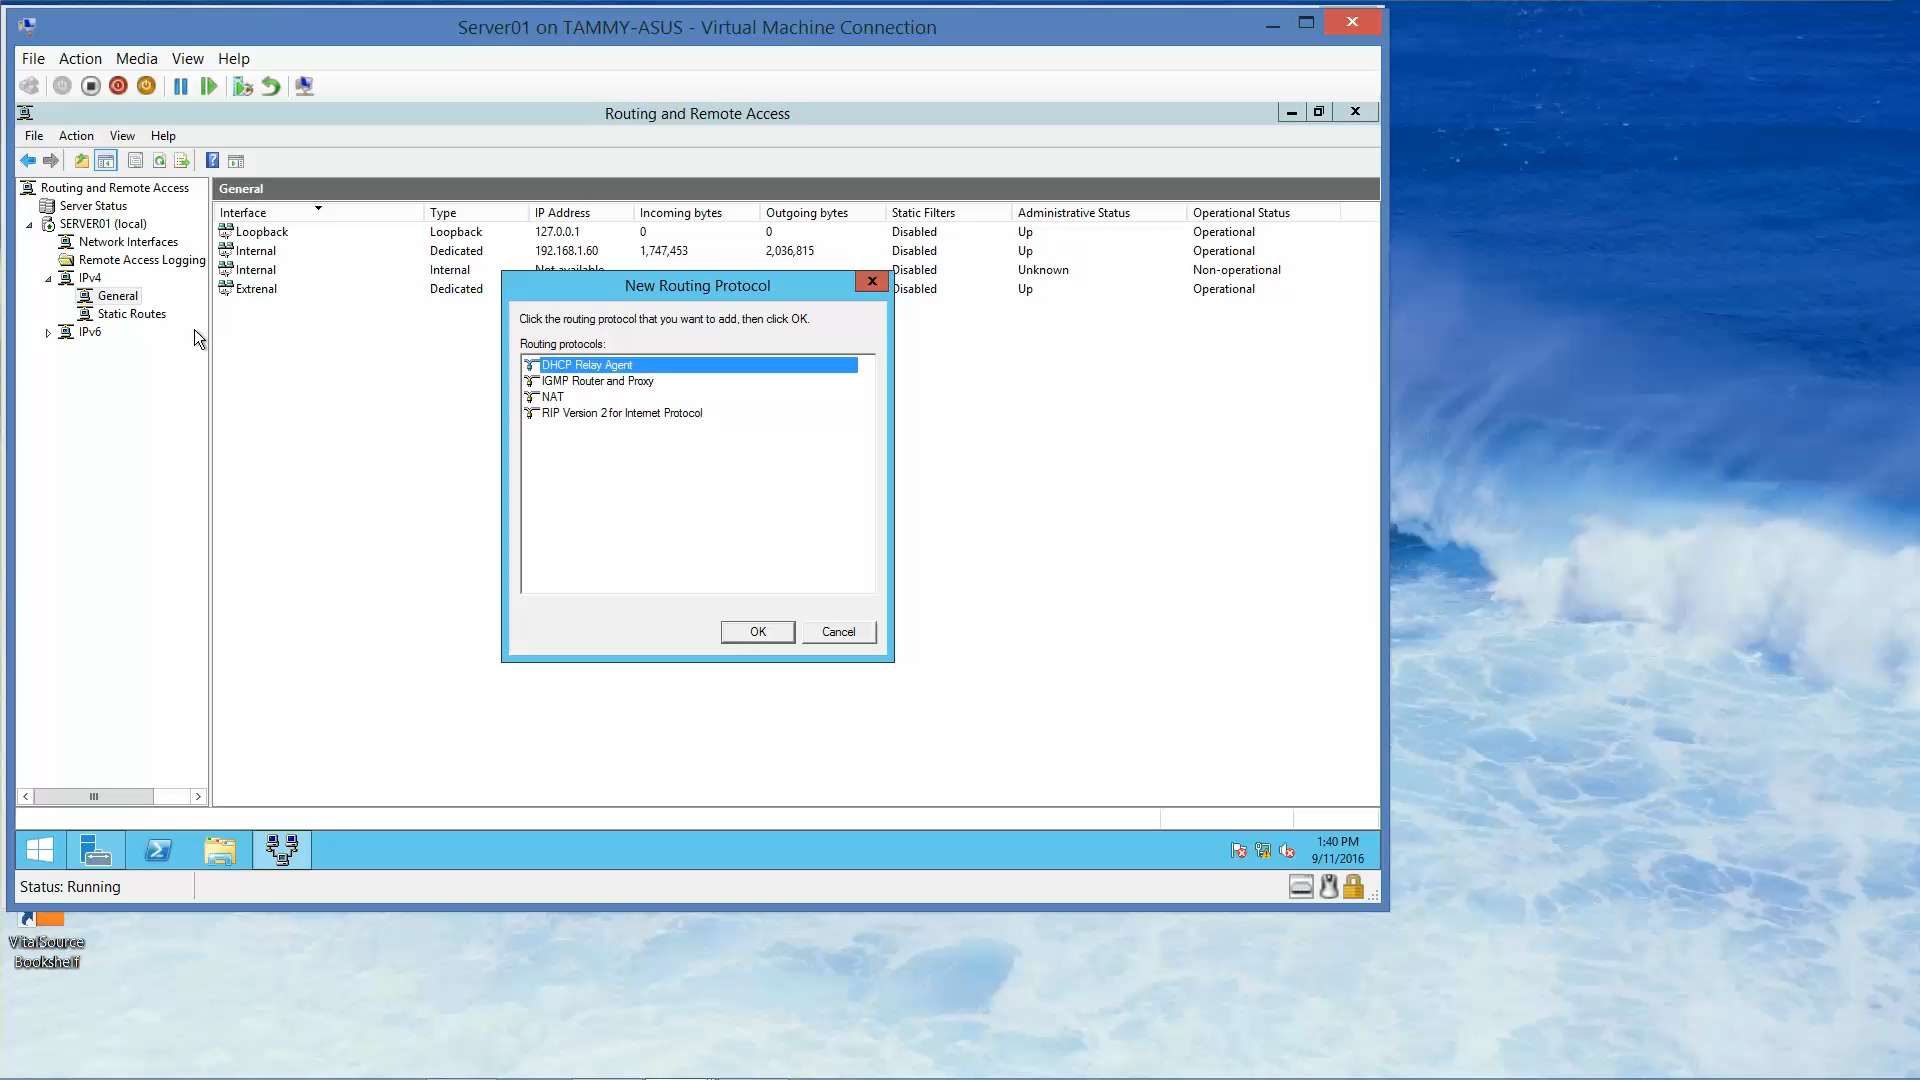 Server01 on TAMMY-ASUS - Virtual Machine Connection
File Action Media View Help
Routing and Remote Access
File Action View Help
Routing and Remote Access
Server Status
SERVER01 (local)
Network Interfaces
Remote Access Logging
IPv4
General
Static Routes
IPv6
General
Interface Type IP Address Incoming bytes Outgoing bytes Static Filters Administrative Status Operational Status
Loopback Loopback 127.0.0.1 0 0 Disabled Up Operational
Internal Dedicated 192.168.1.60 1,747,453 2,036,815 Disabled Up Operational
Internal Internal Not available Disabled Unknown Non-operational
Extrenal Dedicated Disabled Up Operational
New Routing Protocol
Click the routing protocol that you want to add, then click OK.
Routing protocols:
DHCP Relay Agent
IGMP Router and Proxy
NAT
RIP Version 2 for Internet Protocol
OK Cancel
1:40 PM
9/11/2016
Status: Running
VitalSource
Bookshelf